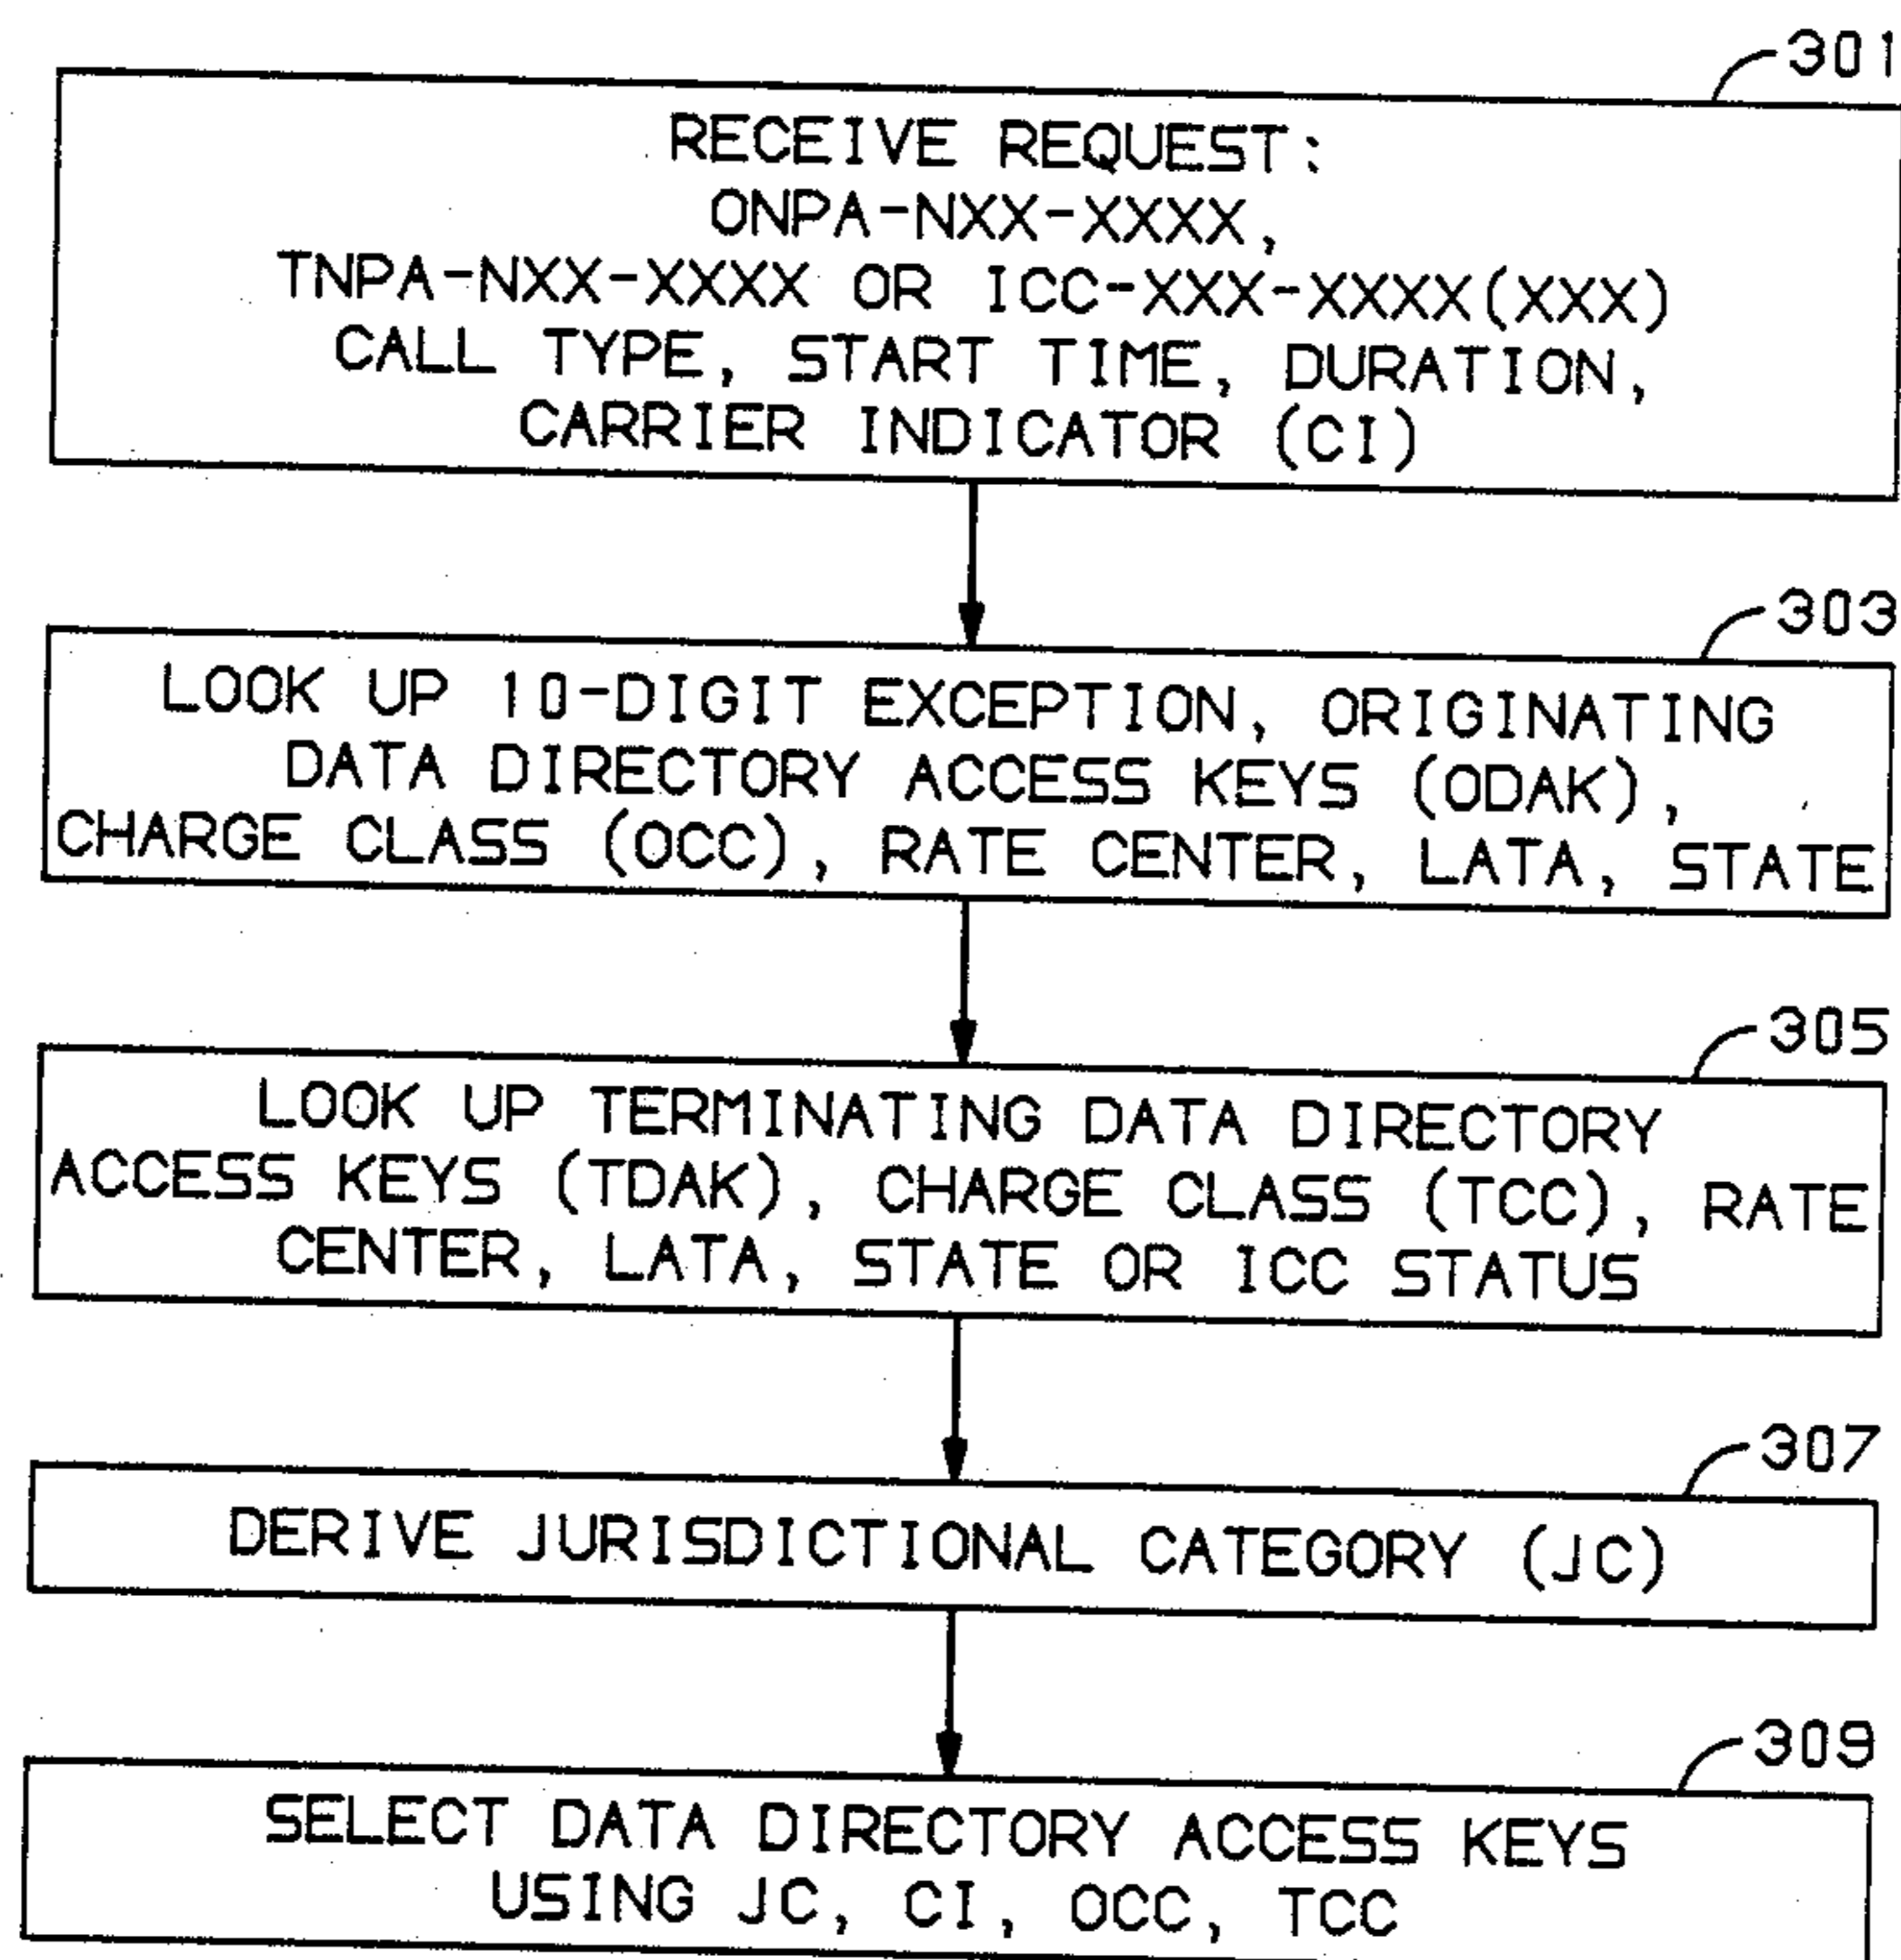 301
RECEIVE REQUEST:
ONPA-NXX-XXXX,
TNPA-NXX-XXXX OR ICC-XXX-XXXX(XXX)
CALL TYPE, START TIME, DURATION,
CARRIER INDICATOR (CI)
303
LOOK UP 10-DIGIT EXCEPTION, ORIGINATING
DATA DIRECTORY ACCESS KEYS (ODAK),
CHARGE CLASS (OCC), RATE CENTER, LATA, STATE
305
LOOK UP TERMINATING DATA DIRECTORY
ACCESS KEYS (TDAK), CHARGE CLASS (TCC), RATE
CENTER, LATA, STATE OR ICC STATUS
307
DERIVE JURISDICTIONAL CATEGORY (JC)
309
SELECT DATA DIRECTORY ACCESS KEYS
USING JC, CI, OCC, TCC